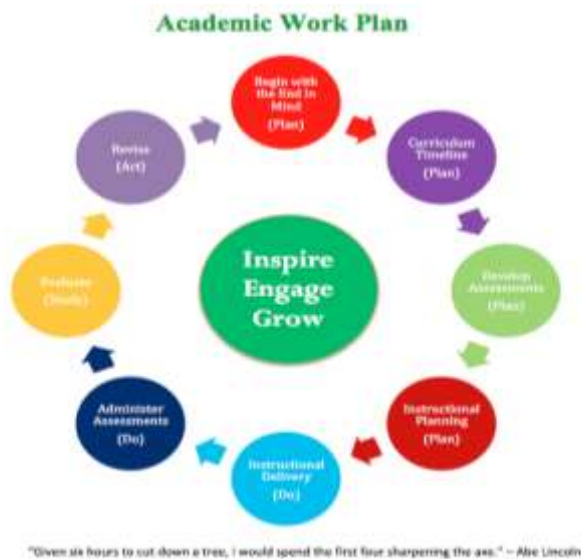 Academic Work Plan
Begin with
the End in
Mind
(Plan)
Curriculum
Timeline
(Plan)
Develop
Assessments
(Plan)
Instructional
Planning
(Plan)
Instructional
Delivery
(Do)
Administer
Assessments
(Do)
Evaluate
(Study)
Revise
(Act)
Inspire
Engage
Grow
"Given six hours to cut down a tree, I would spend the first four sharpening the axe." – Abe Lincoln